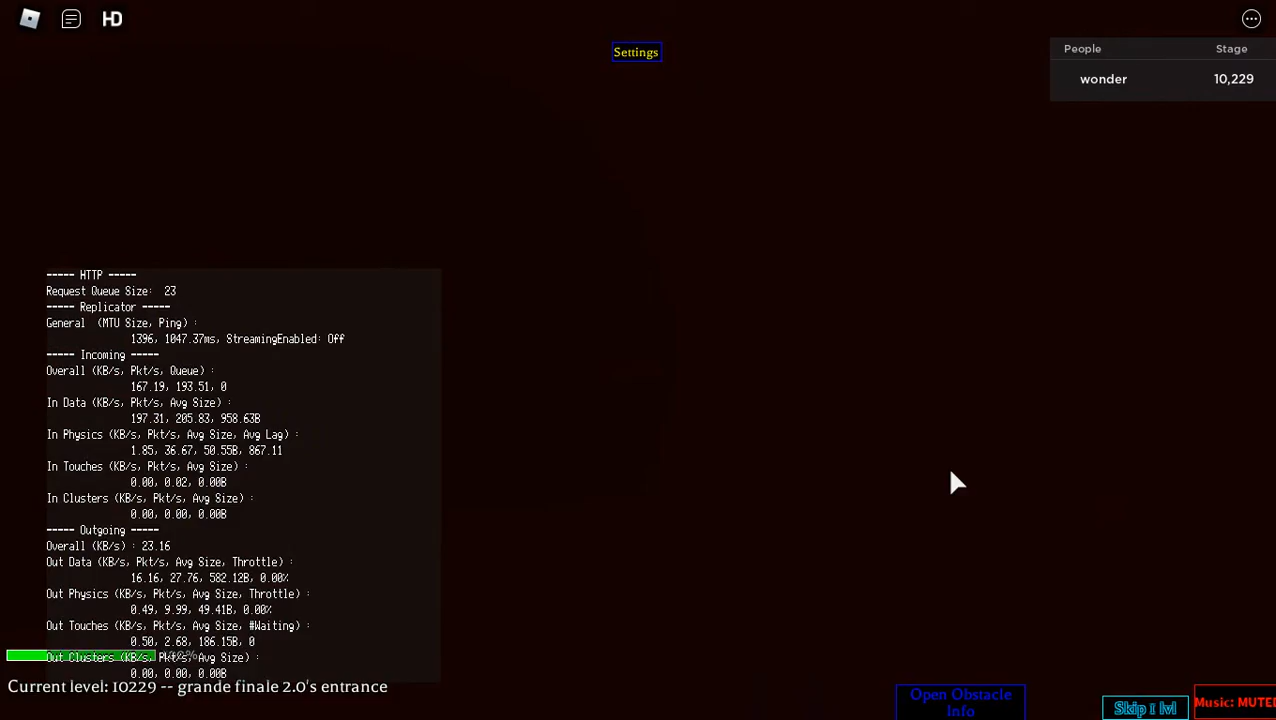 HD
Settings
People Stage
wonder 10,229
----- HTTP -----
Request Queue Size: 23
----- Replicator -----
General (MTU Size, Ping) :
1396, 1047.37ms, StreamingEnabled: Off
----- Incoming -----
Overall (KB/s, Pkt/s, Queue) :
167.19, 193.51, 0
In Data (KB/s, Pkt/s, Avg Size) :
197.31, 205.83, 958.63B
In Physics (KB/s, Pkt/s, Avg Size, Avg Lag) :
1.85, 36.67, 50.55B, 867.11
In Touches (KB/s, Pkt/s, Avg Size) :
0.00, 0.02, 0.00B
In Clusters (KB/s, Pkt/s, Avg Size) :
0.00, 0.00, 0.00B
----- Outgoing -----
Overall (KB/s) : 23.16
Out Data (KB/s, Pkt/s, Avg Size, Throttle) :
16.16, 27.76, 582.12B, 0.00%
Out Physics (KB/s, Pkt/s, Avg Size, Throttle) :
0.49, 9.99, 49.41B, 0.00%
Out Touches (KB/s, Pkt/s, Avg Size, #Waiting) :
0.50, 2.68, 186.15B, 0
Out Clusters (KB/s, Pkt/s, Avg Size) :
0.00, 0.00, 0.00B
Current level: 10229 -- grande finale 2.0's entrance
Open Obstacle
Info
Skip 1 lvl
Music: MUTED